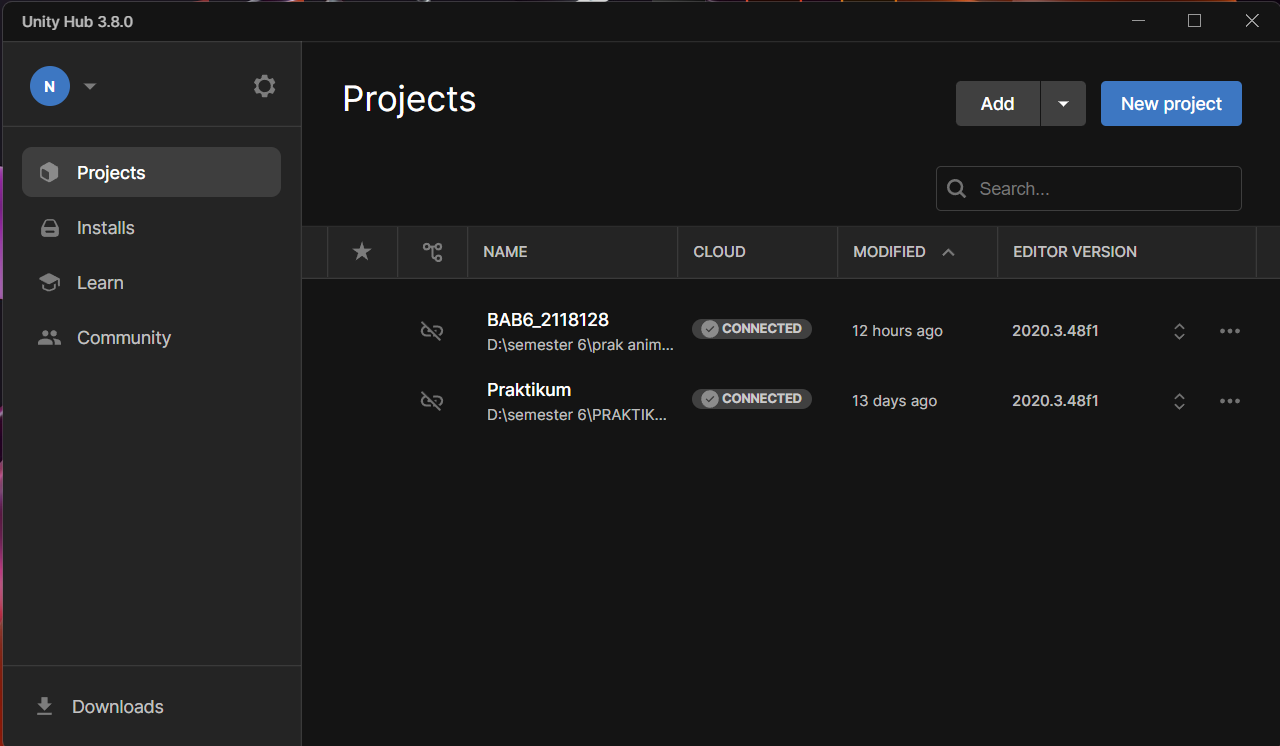 Unity Hub 3.8.0
N
Projects
Installs
Learn
Community
Downloads
Projects
Add
New project
Search...
NAME CLOUD MODIFIED EDITOR VERSION
BAB6_2118128
D:\semester 6\prak anim...
CONNECTED
12 hours ago
2020.3.48f1
Praktikum
D:\semester 6\PRAKTIK...
CONNECTED
13 days ago
2020.3.48f1